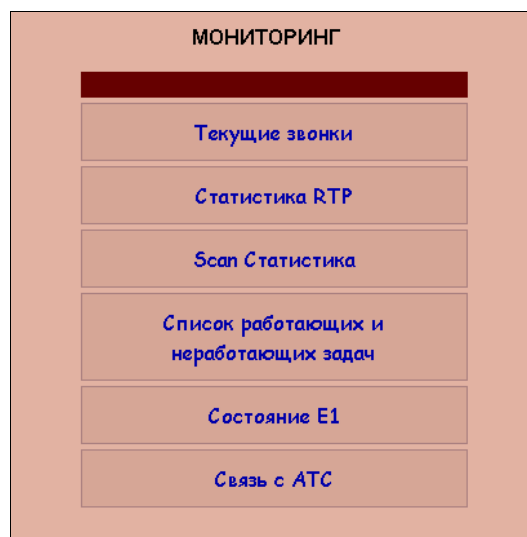 МОНИТОРИНГ
Текущие звонки
Статистика RTP
Scan Статистика
Список работающих и
неработающих задач
Состояние E1
Связь с АТС